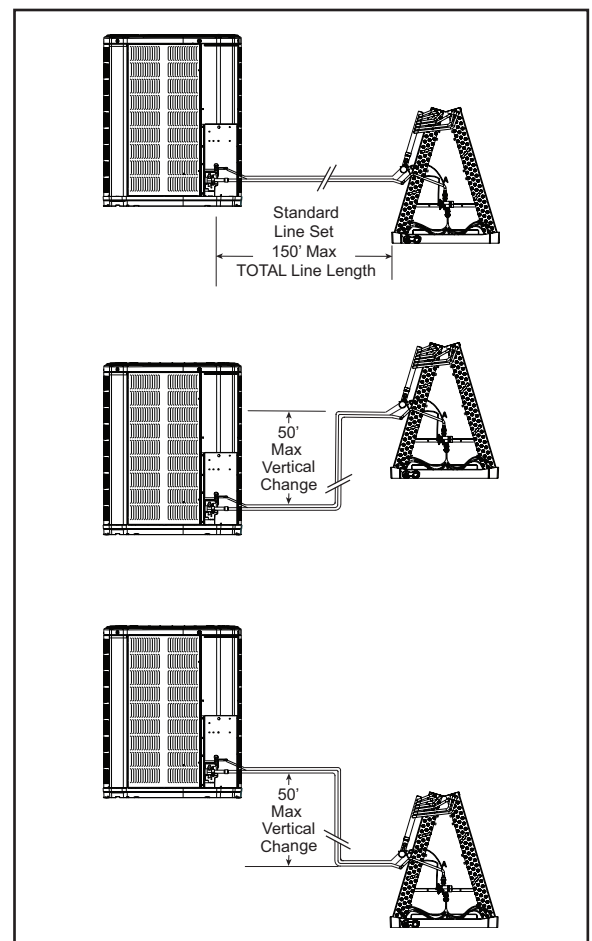 Standard
Line Set
150' Max
TOTAL Line Length
50'
Max
Vertical
Change
50'
Max
Vertical
Change